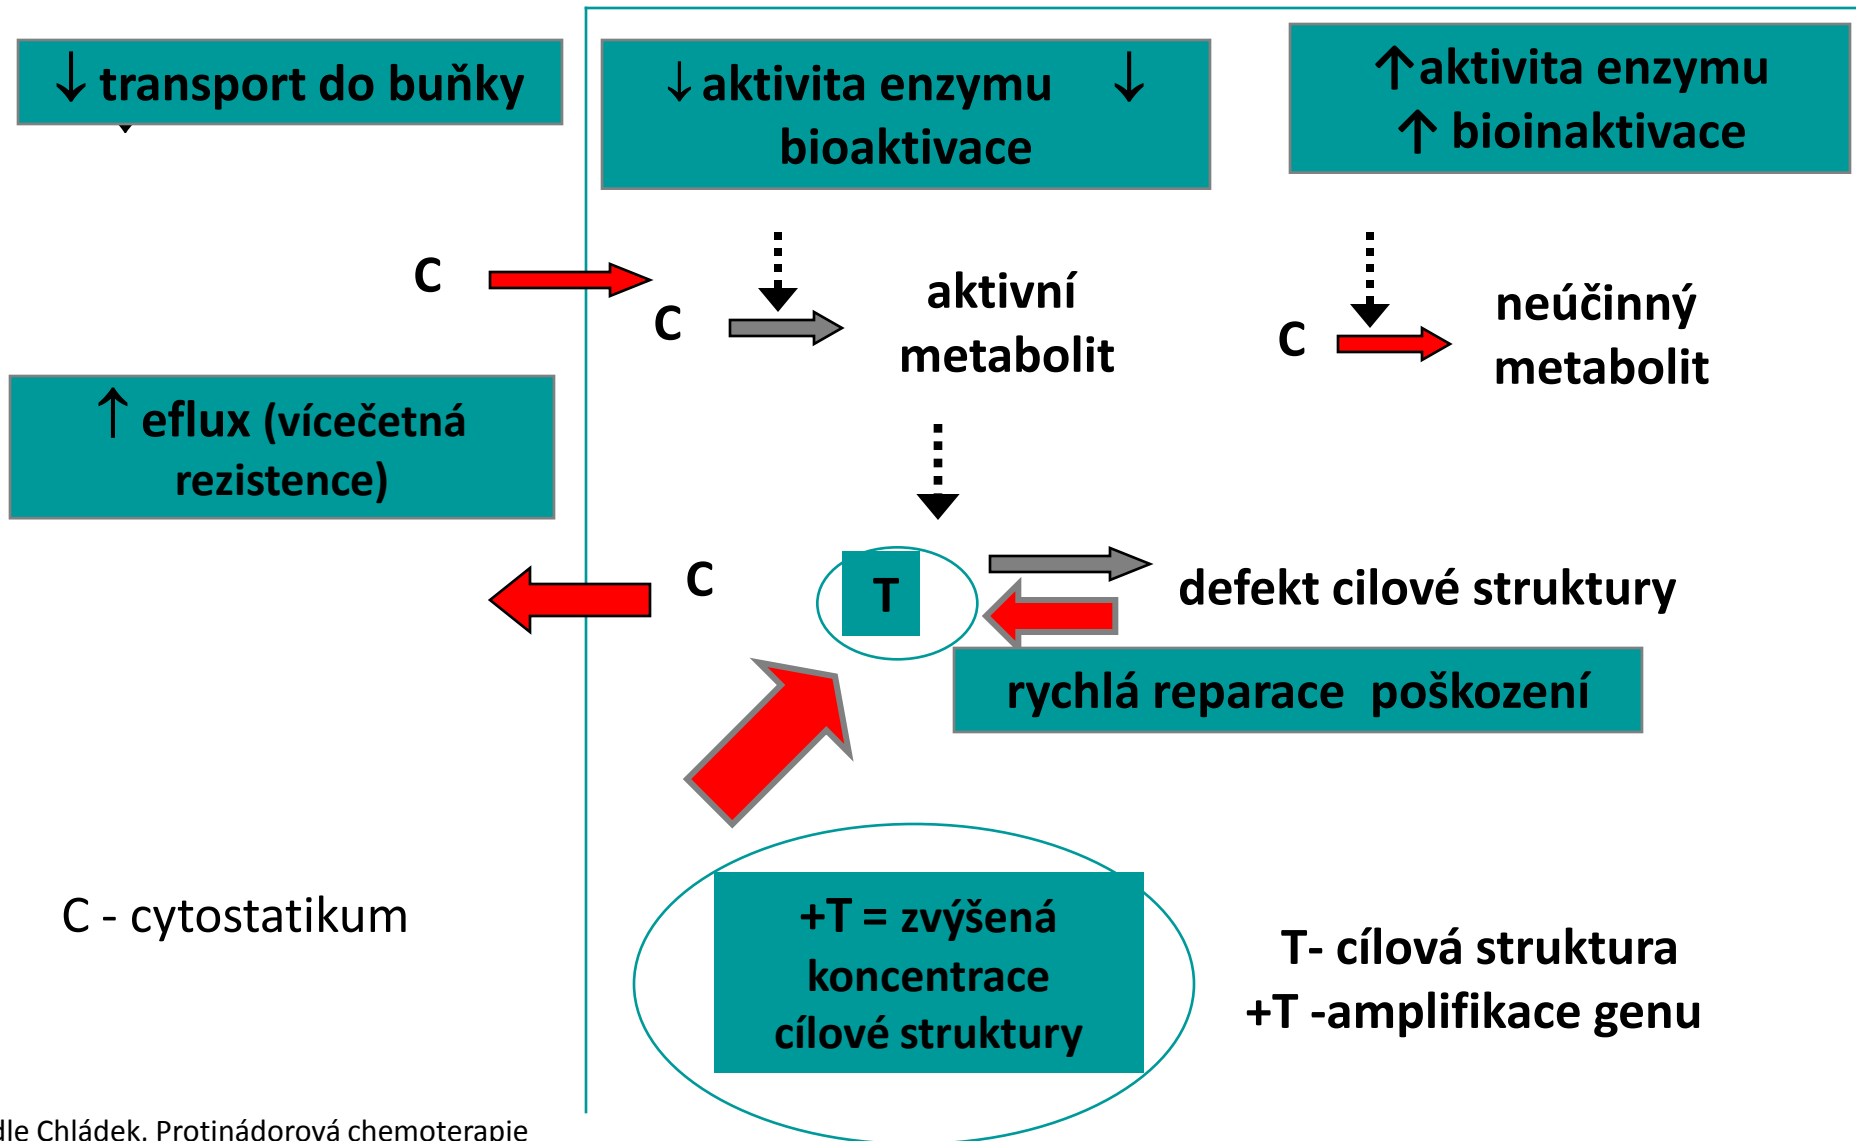 ↓ transport do buňky
↓ aktivita enzymu ↓
bioaktivace
↑aktivita enzymu
↑ bioinaktivace
C
C
aktivní
metabolit
C
neúčinný
metabolit
↑ eflux (vícečetná
rezistence)
C
T
defekt cilové struktury
rychlá reparace poškození
+T = zvýšená
koncentrace
cílové struktury
C - cytostatikum
T- cílová struktura
+T -amplifikace genu
dle Chládek. Protinádorová chemoterapie